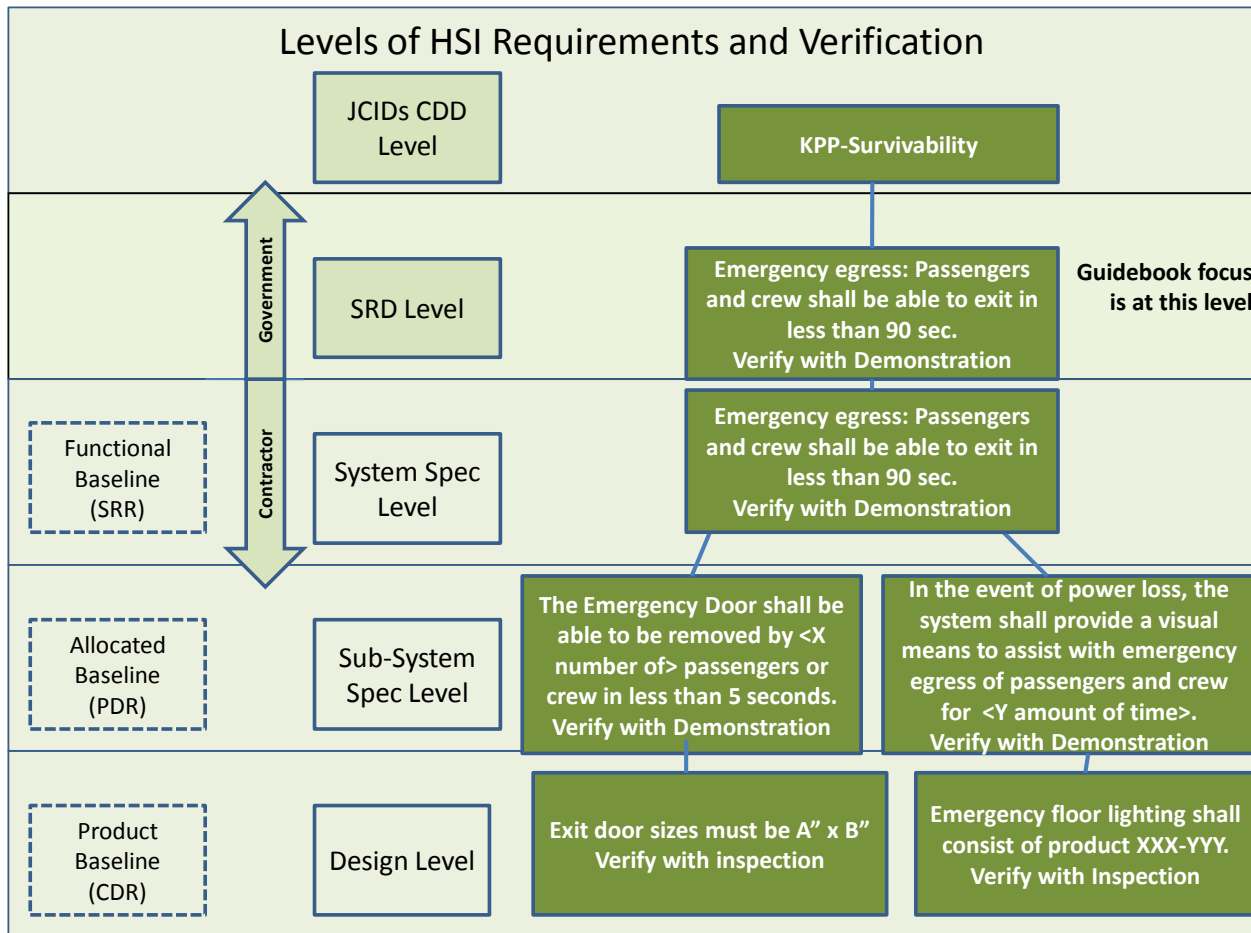 Levels of HSI Requirements and Verification
JCIDs CDD
Level
KPP-Survivability
Government
SRD Level
Emergency egress: Passengers
and crew shall be able to exit in
less than 90 sec.
Verify with Demonstration
Guidebook focus
is at this level
Functional
Baseline
(SRR)
Contractor
System Spec
Level
Emergency egress: Passengers
and crew shall be able to exit in
less than 90 sec.
Verify with Demonstration
Allocated
Baseline
(PDR)
Sub-System
Spec Level
The Emergency Door shall be
able to be removed by <X
number of> passengers or
crew in less than 5 seconds.
Verify with Demonstration
In the event of power loss, the
system shall provide a visual
means to assist with emergency
egress of passengers and crew
for  <Y amount of time>.
Verify with Demonstration
Product
Baseline
(CDR)
Design Level
Exit door sizes must be A” x B”
Verify with inspection
Emergency floor lighting shall
consist of product XXX-YYY.
Verify with Inspection